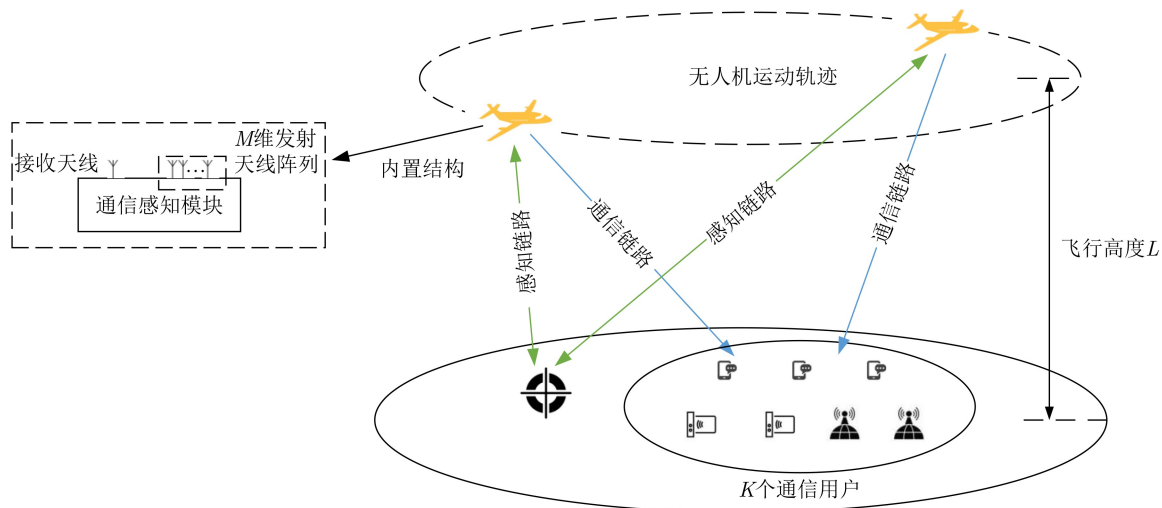 无人机运动轨迹
M维发射
天线阵列
接收天线
通信感知模块
内置结构
感知链路
通信链路
感知链路
通信链路
飞行高度L
K个通信用户